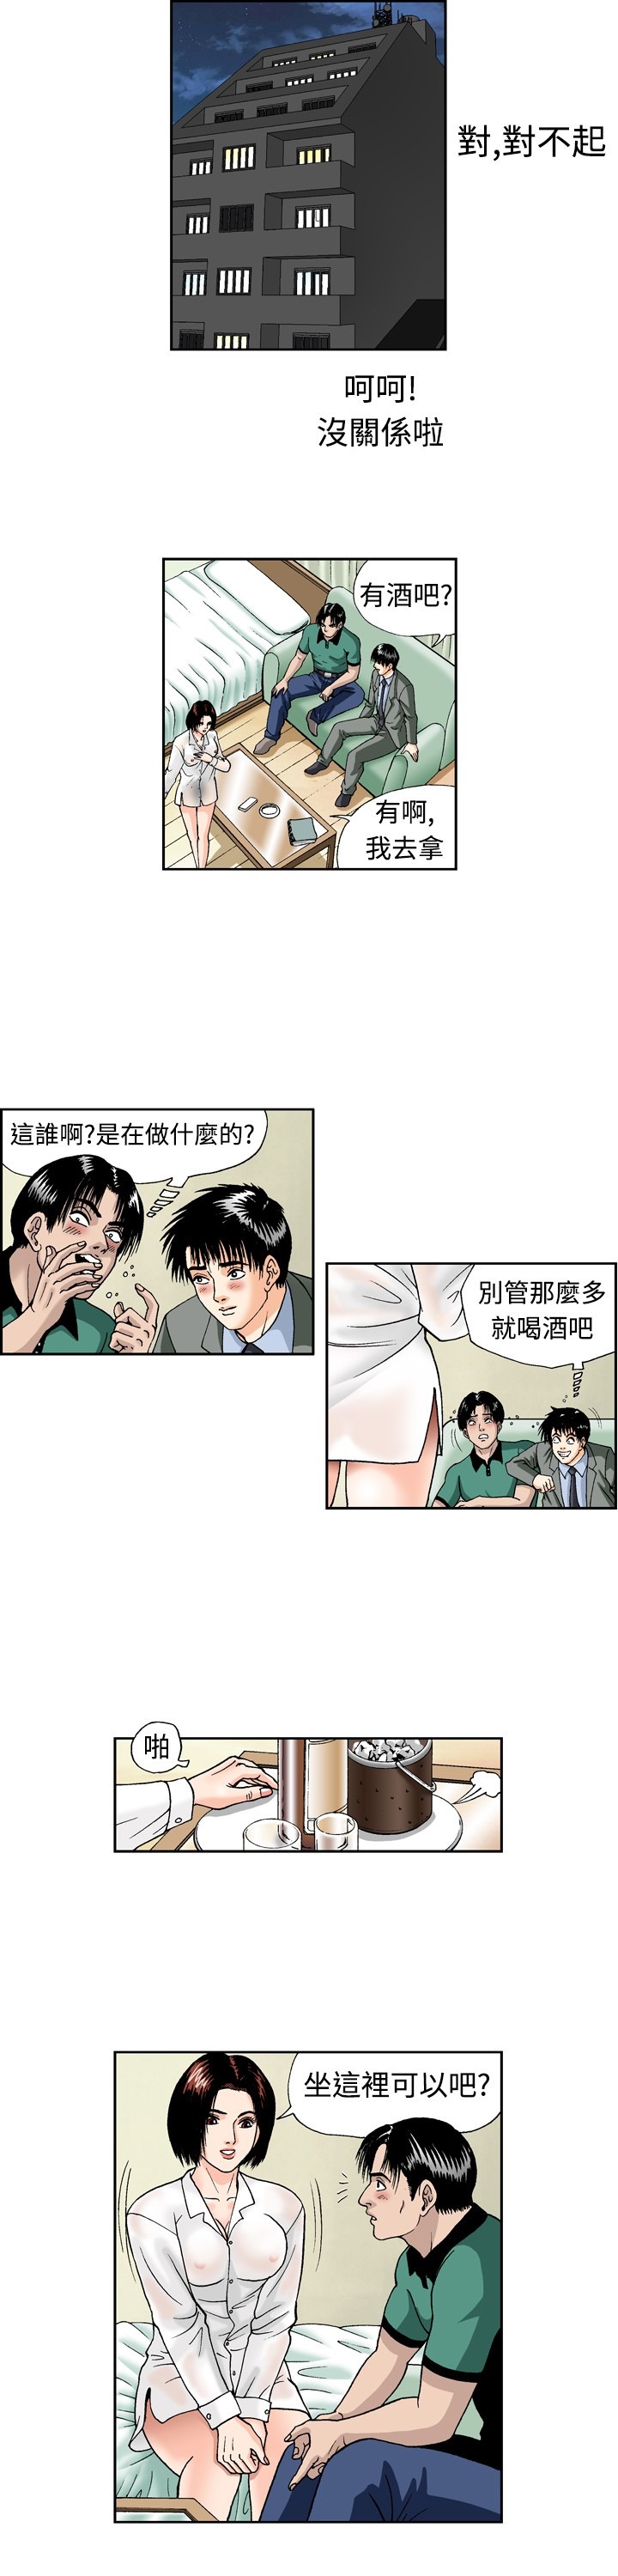 對,對不起
呵呵!
沒關係啦
有酒吧?
有啊,
我去拿
這誰啊?是在做什麼的?
別管那麼多
就喝酒吧
啪
坐這裡可以吧?